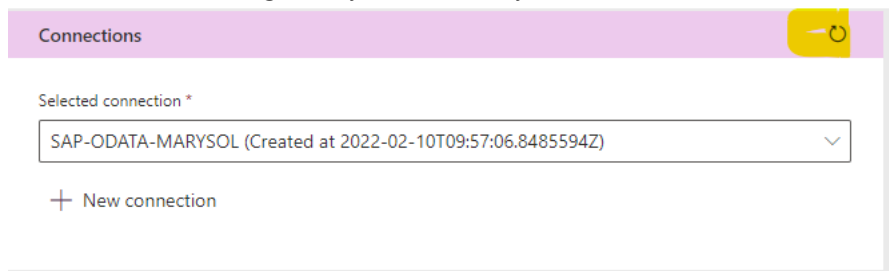 Connections
Selected connection *
SAP-ODATA-MARYSOL (Created at 2022-02-10T09:57:06.8485594Z)
New connection